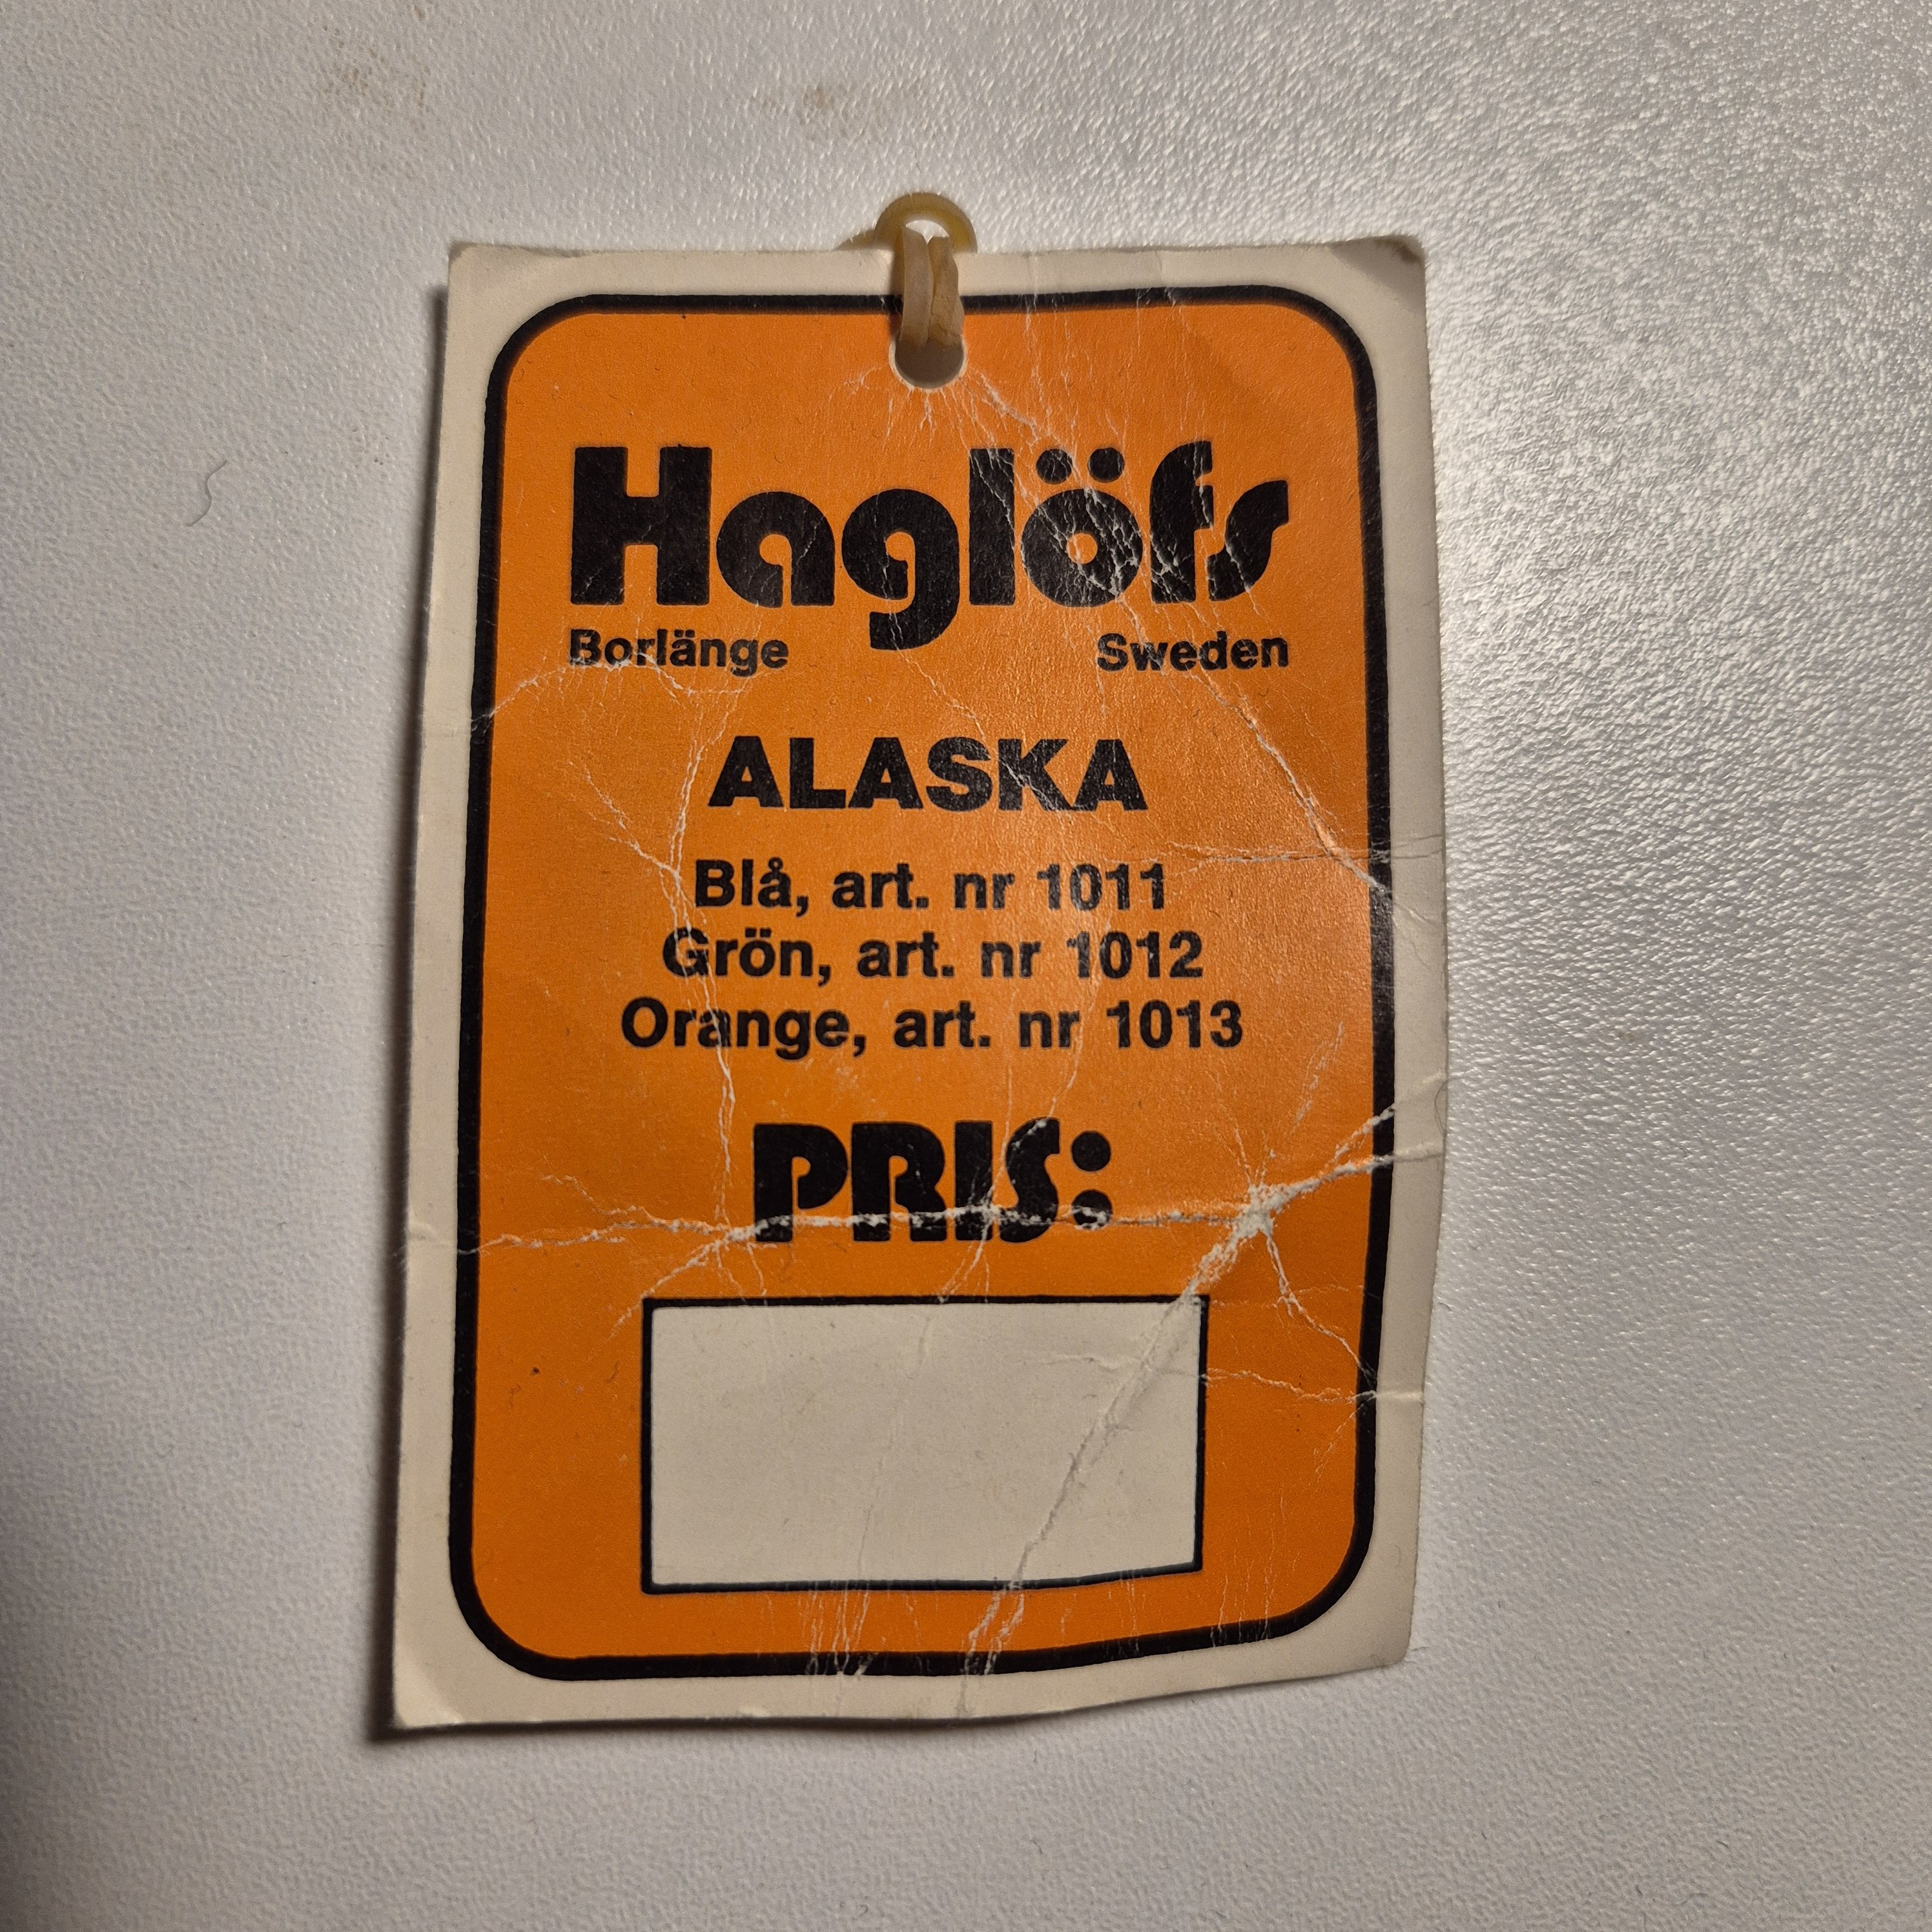 Haglöfs
Borlänge Sweden
ALASKA
Blå, art. nr 1011
Grön, art. nr 1012
Orange, art. nr 1013
PRIS: